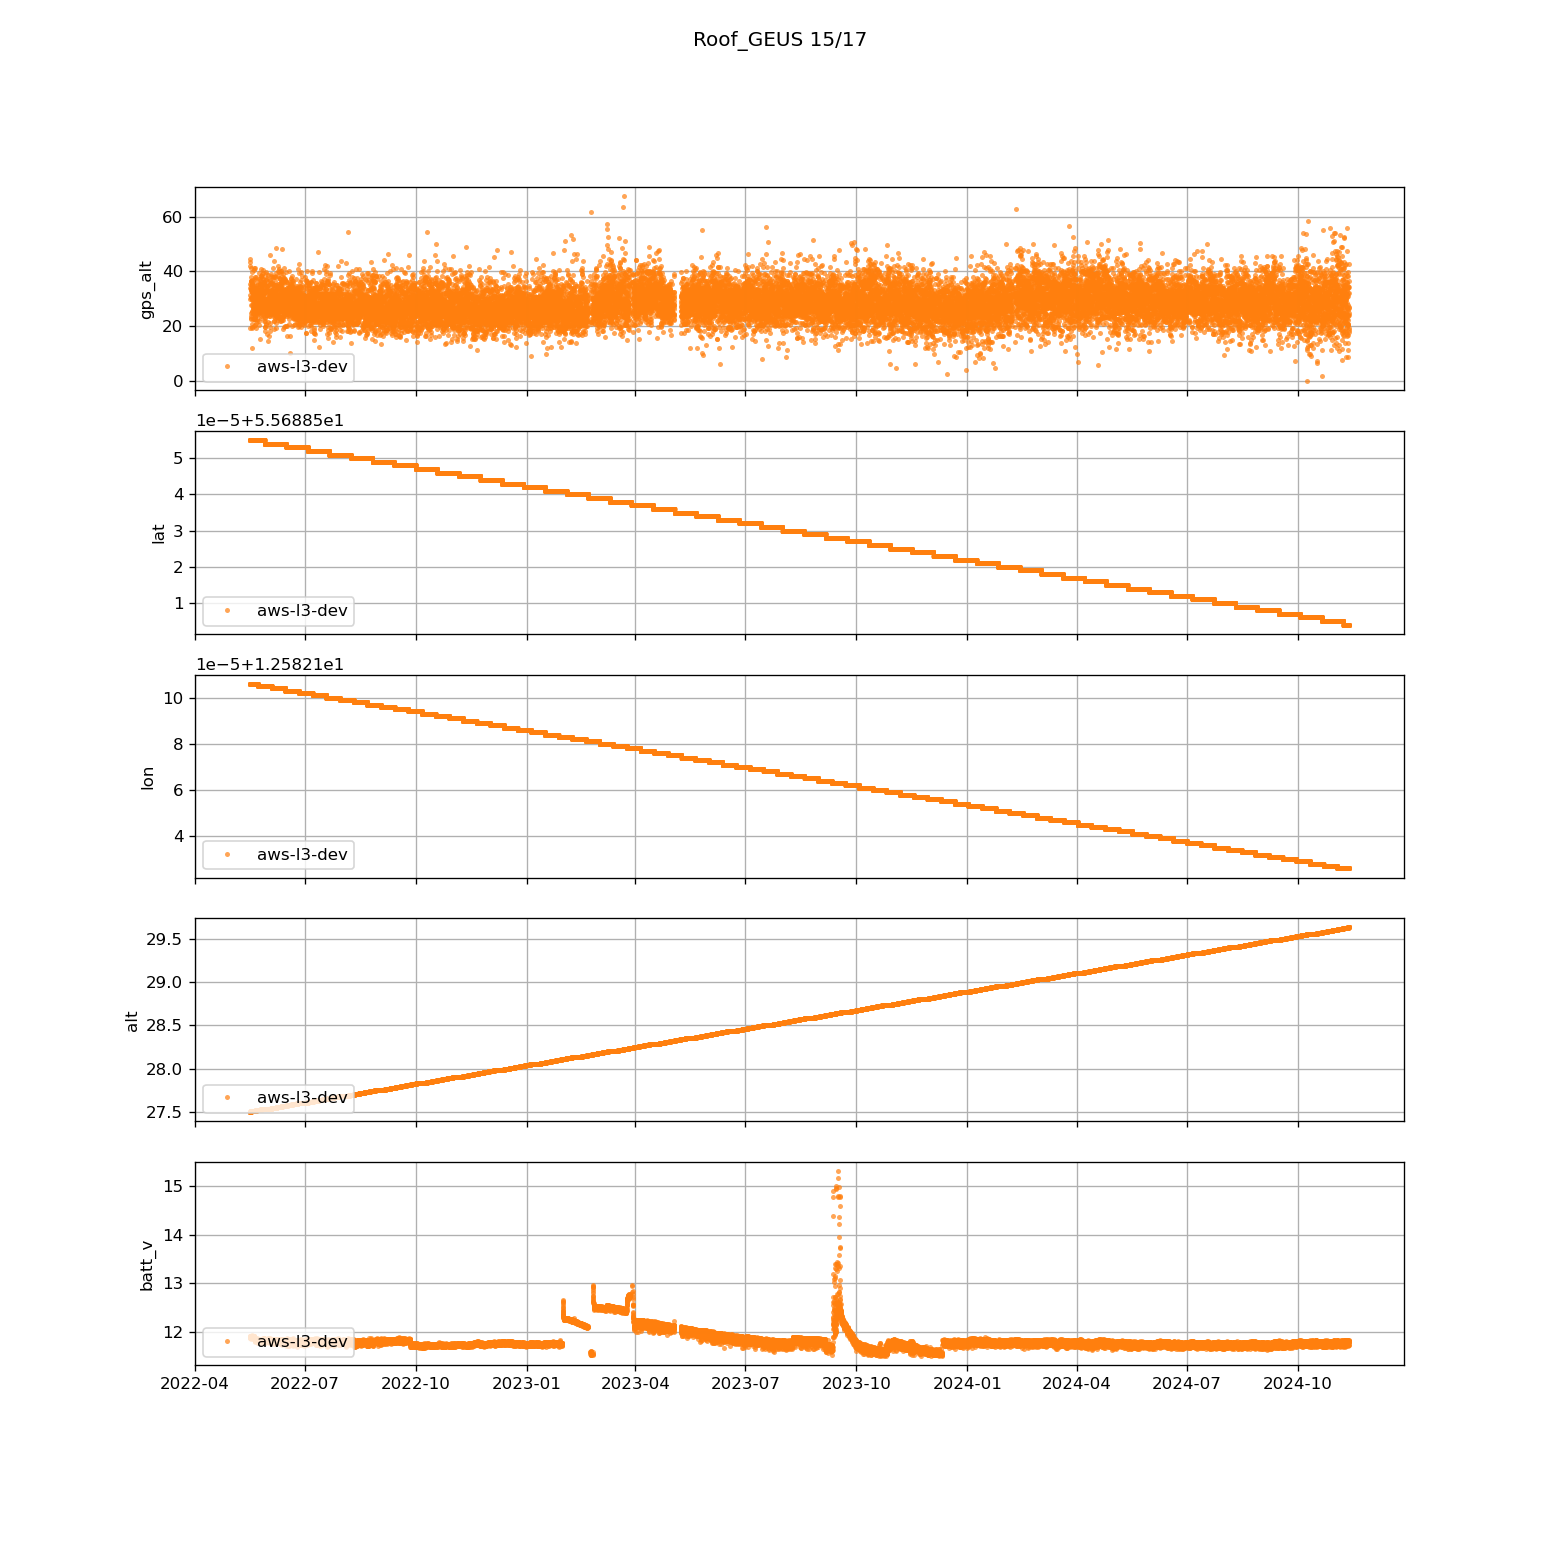 Roof_GEUS 15/17
60
40
20
0
gps_alt
aws-l3-dev
1e−5+5.56885e1
5
4
3
2
1
lat
aws-l3-dev
1e−5+1.25821e1
10
8
6
4
lon
aws-l3-dev
29.5
29.0
28.5
28.0
27.5
alt
aws-l3-dev
15
14
13
12
batt_v
aws-l3-dev
2022-04 2022-07 2022-10 2023-01 2023-04 2023-07 2023-10 2024-01 2024-04 2024-07 2024-10